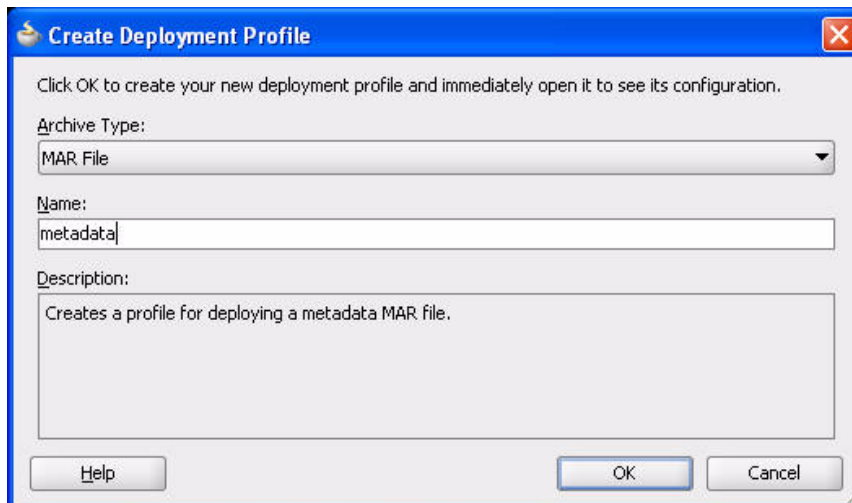 Create Deployment Profile
Click OK to create your new deployment profile and immediately open it to see its configuration.
Archive Type:
MAR File
Name:
metadata
Description:
Creates a profile for deploying a metadata MAR file.
Help
OK
Cancel